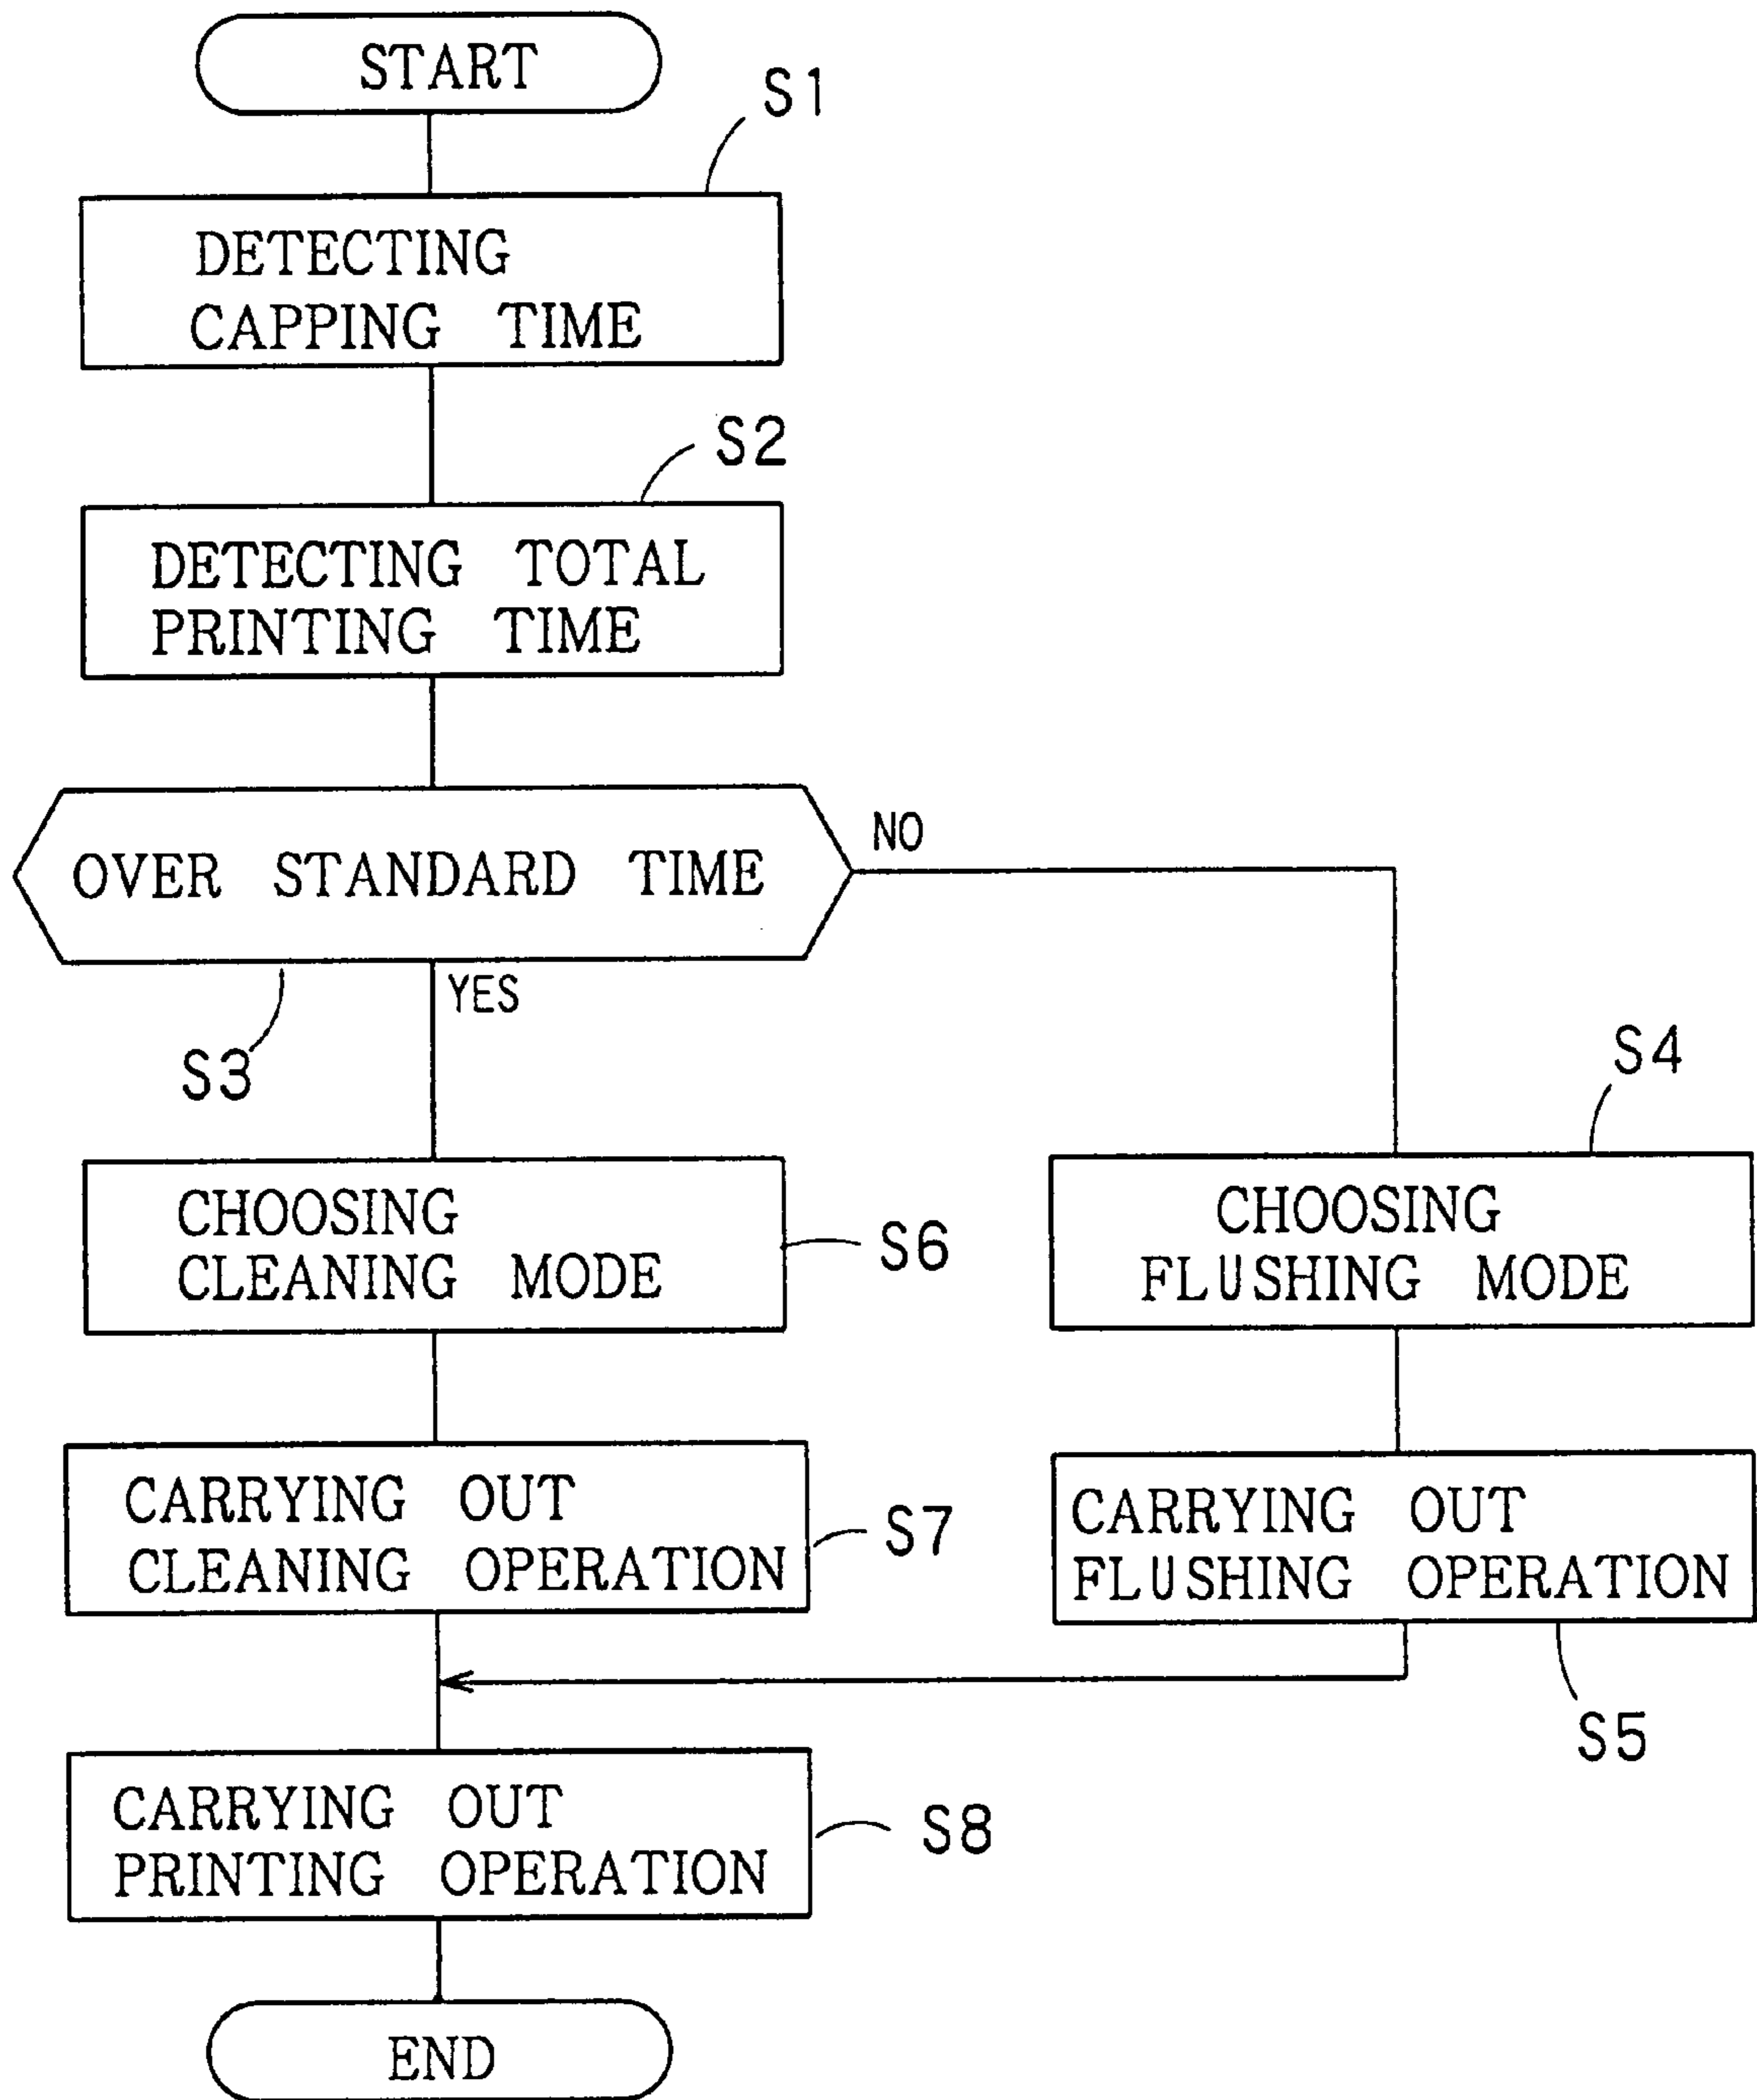 START
S1
DETECTING
CAPPING TIME
S2
DETECTING TOTAL
PRINTING TIME
OVER STANDARD TIME
NO
YES
S3
S4
CHOOSING
FLUSHING MODE
CHOOSING
CLEANING MODE
S6
CARRYING OUT
CLEANING OPERATION
S7
CARRYING OUT
FLUSHING OPERATION
S5
CARRYING OUT
PRINTING OPERATION
S8
END